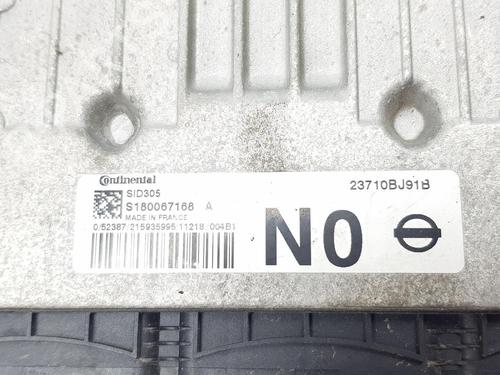 Continental
SID305
S180067168 A
MADE IN FRANCE
0/52387 215935995 11218 004B1
23710BJ91B
N0